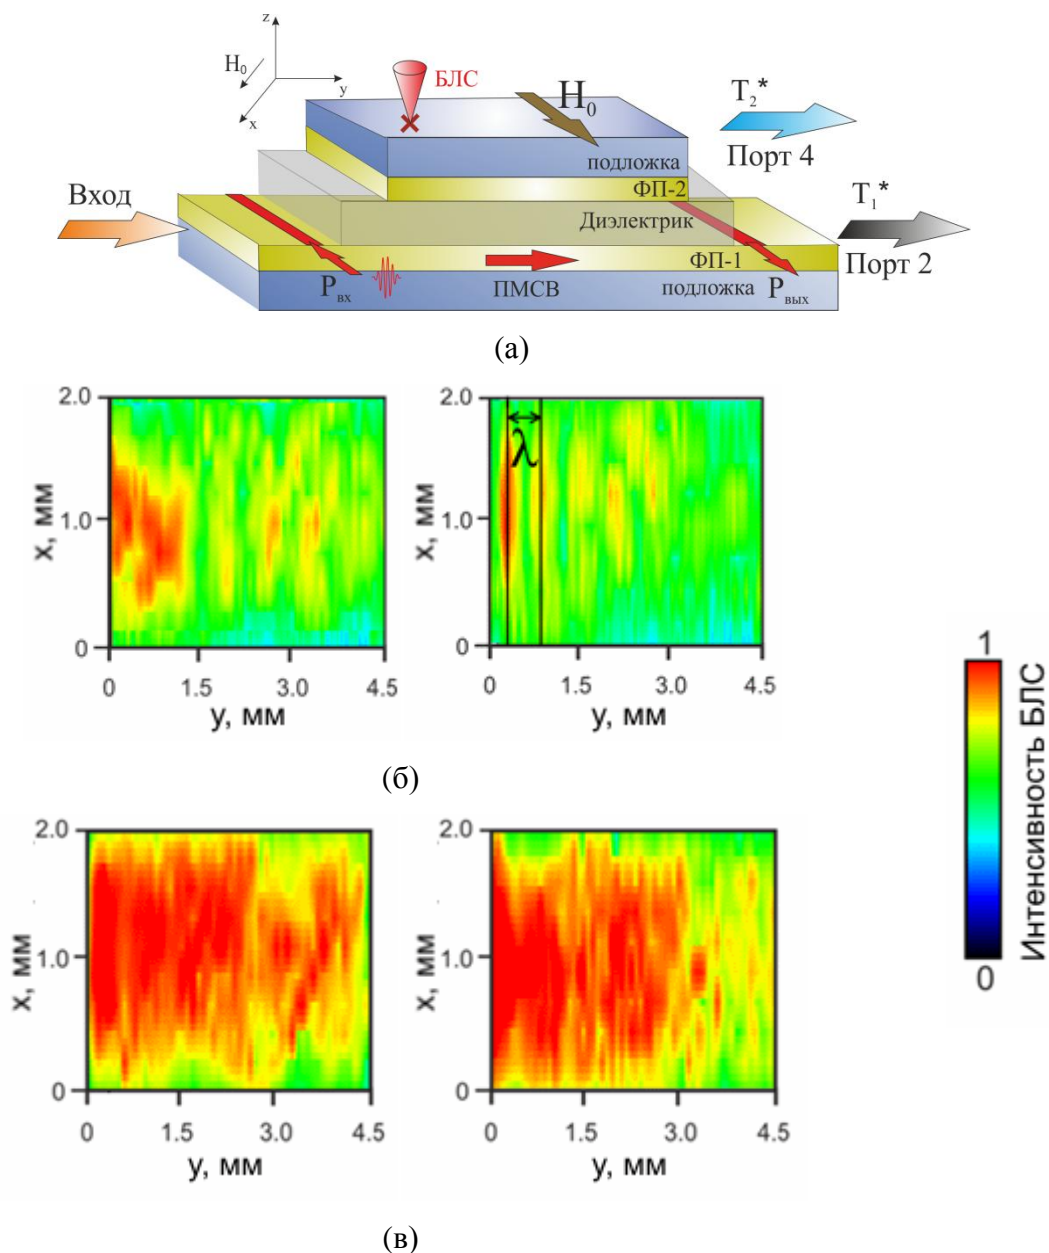 z
H₀
y
x
БЛС
H₀
T₂*
подложка
Порт 4
ФП-2
Вход
Диэлектрик
T₁*
ФП-1
Порт 2
Pвх
ПМСВ
подложка
Pвых
(а)
2.0
1.0
0
x, мм
0 1.5 3.0 4.5
y, мм
2.0
1.0
0
x, мм
λ
0 1.5 3.0 4.5
y, мм
(б)
1
0
Интенсивность БЛС
2.0
1.0
0
x, мм
0 1.5 3.0 4.5
y, мм
2.0
1.0
0
x, мм
0 1.5 3.0 4.5
y, мм
(в)